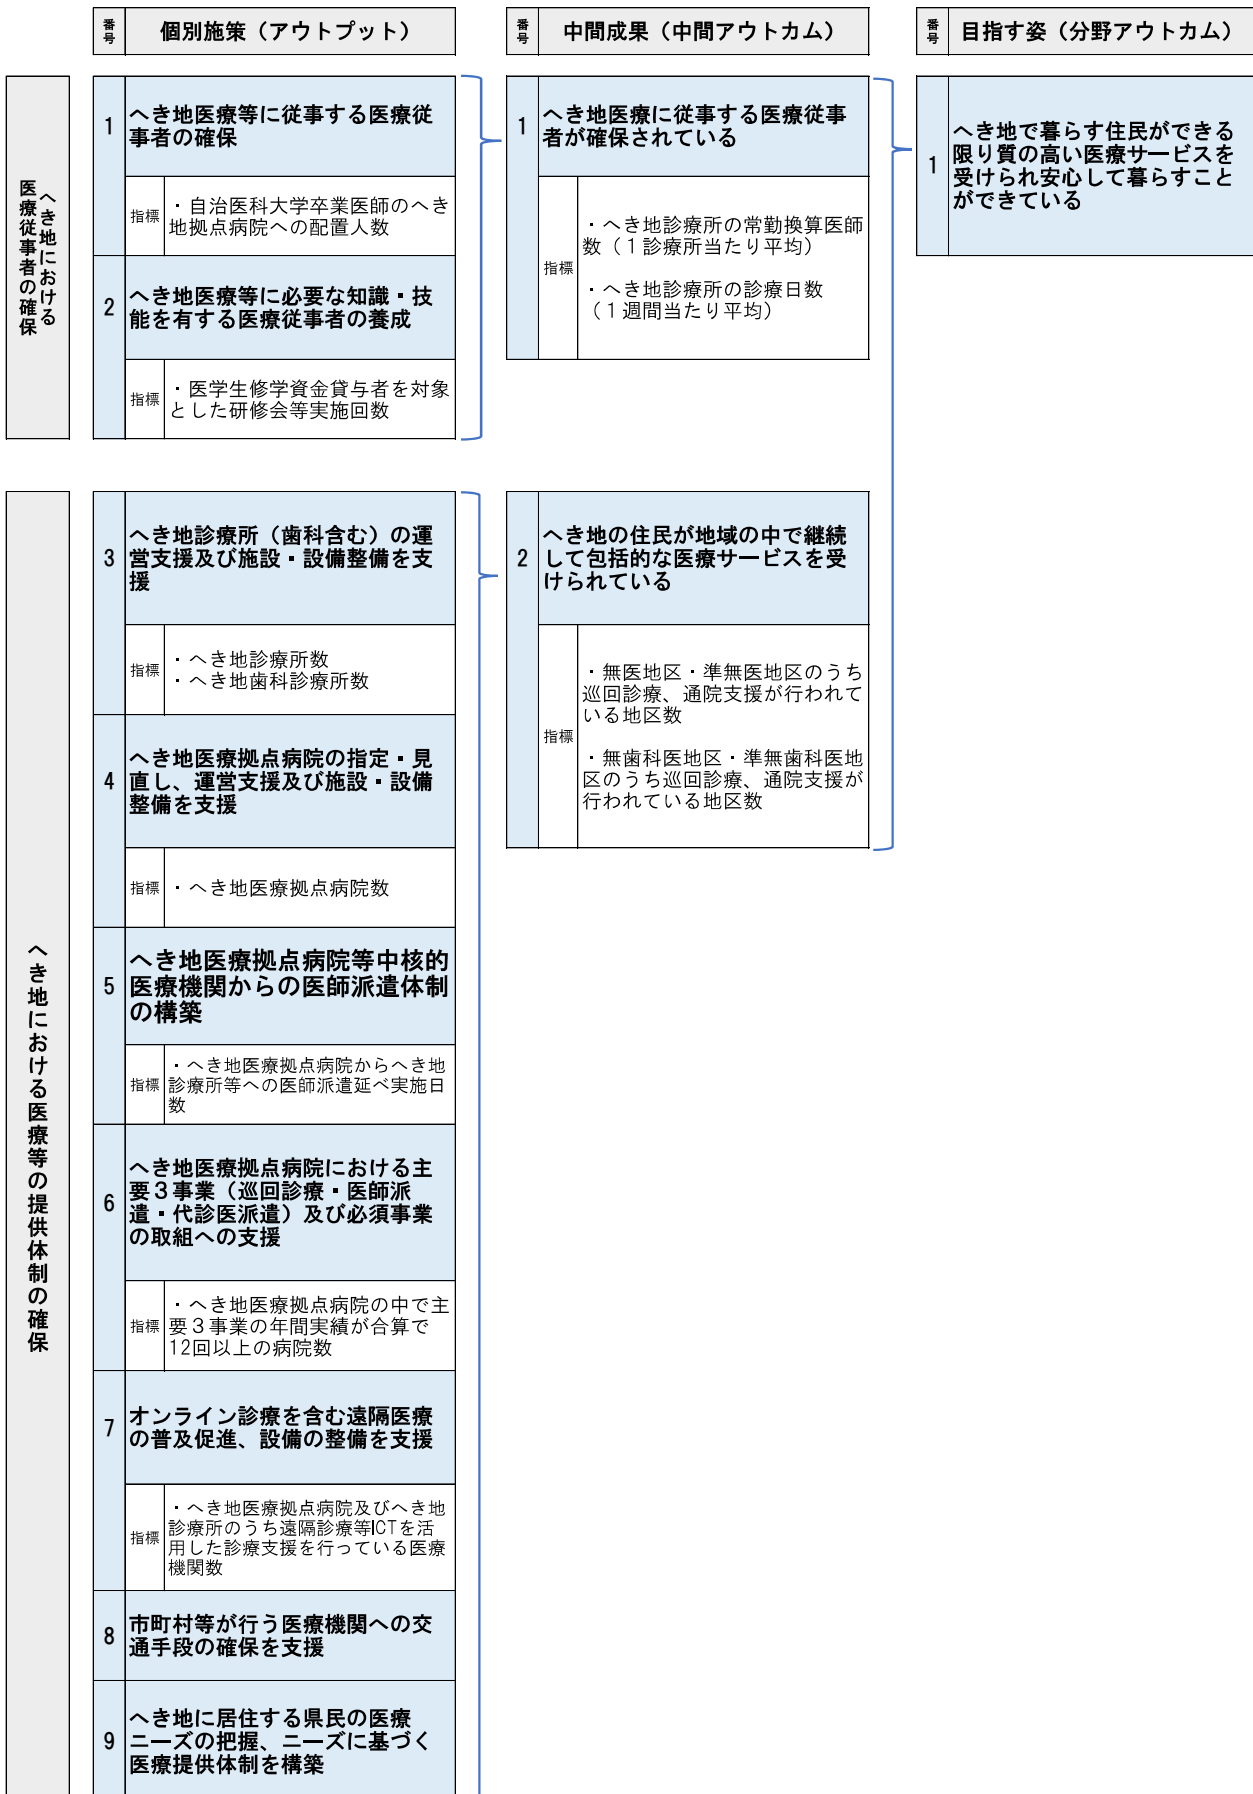 番号
個別施策（アウトプット）
番号
中間成果（中間アウトカム）
番号
目指す姿（分野アウトカム）
へき地における
医療従事者の確保
1
へき地医療等に従事する医療従
事者の確保
指標
・自治医科大学卒業医師のへき
地拠点病院への配置人数
2
へき地医療等に必要な知識・技
能を有する医療従事者の養成
指標
・医学生修学資金貸与者を対象
とした研修会等実施回数
1
へき地医療に従事する医療従事
者が確保されている
指標
・へき地診療所の常勤換算医師
数（１診療所当たり平均）
・へき地診療所の診療日数
（１週間当たり平均）
1
へき地で暮らす住民ができる
限り質の高い医療サービスを
受けられ安心して暮らすこと
ができている
へき地における医療等の提供体制の確保
3
へき地診療所（歯科含む）の運
営支援及び施設・設備整備を支
援
指標
・へき地診療所数
・へき地歯科診療所数
4
へき地医療拠点病院の指定・見
直し、運営支援及び施設・設備
整備を支援
指標
・へき地医療拠点病院数
5
へき地医療拠点病院等中核的
医療機関からの医師派遣体制
の構築
指標
・へき地医療拠点病院からへき地
診療所等への医師派遣延べ実施日
数
6
へき地医療拠点病院における主
要３事業（巡回診療・医師派
遣・代診医派遣）及び必須事業
の取組への支援
指標
・へき地医療拠点病院の中で主
要３事業の年間実績が合算で
12回以上の病院数
7
オンライン診療を含む遠隔医療
の普及促進、設備の整備を支援
指標
・へき地医療拠点病院及びへき地
診療所のうち遠隔診療等ICTを活
用した診療支援を行っている医療
機関数
8
市町村等が行う医療機関への交
通手段の確保を支援
9
へき地に居住する県民の医療
ニーズの把握、ニーズに基づく
医療提供体制を構築
2
へき地の住民が地域の中で継続
して包括的な医療サービスを受
けられている
指標
・無医地区・準無医地区のうち
巡回診療、通院支援が行われて
いる地区数
・無歯科医地区・準無歯科医地
区のうち巡回診療、通院支援が
行われている地区数